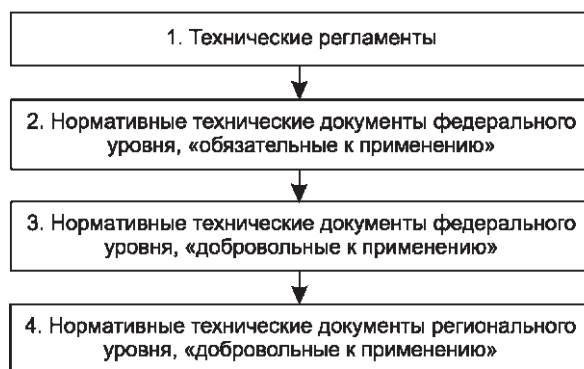 1. Технические регламенты
2. Нормативные технические документы федерального
уровня, «обязательные к применению»
3. Нормативные технические документы федерального
уровня, «добровольные к применению»
4. Нормативные технические документы регионального
уровня, «добровольные к применению»